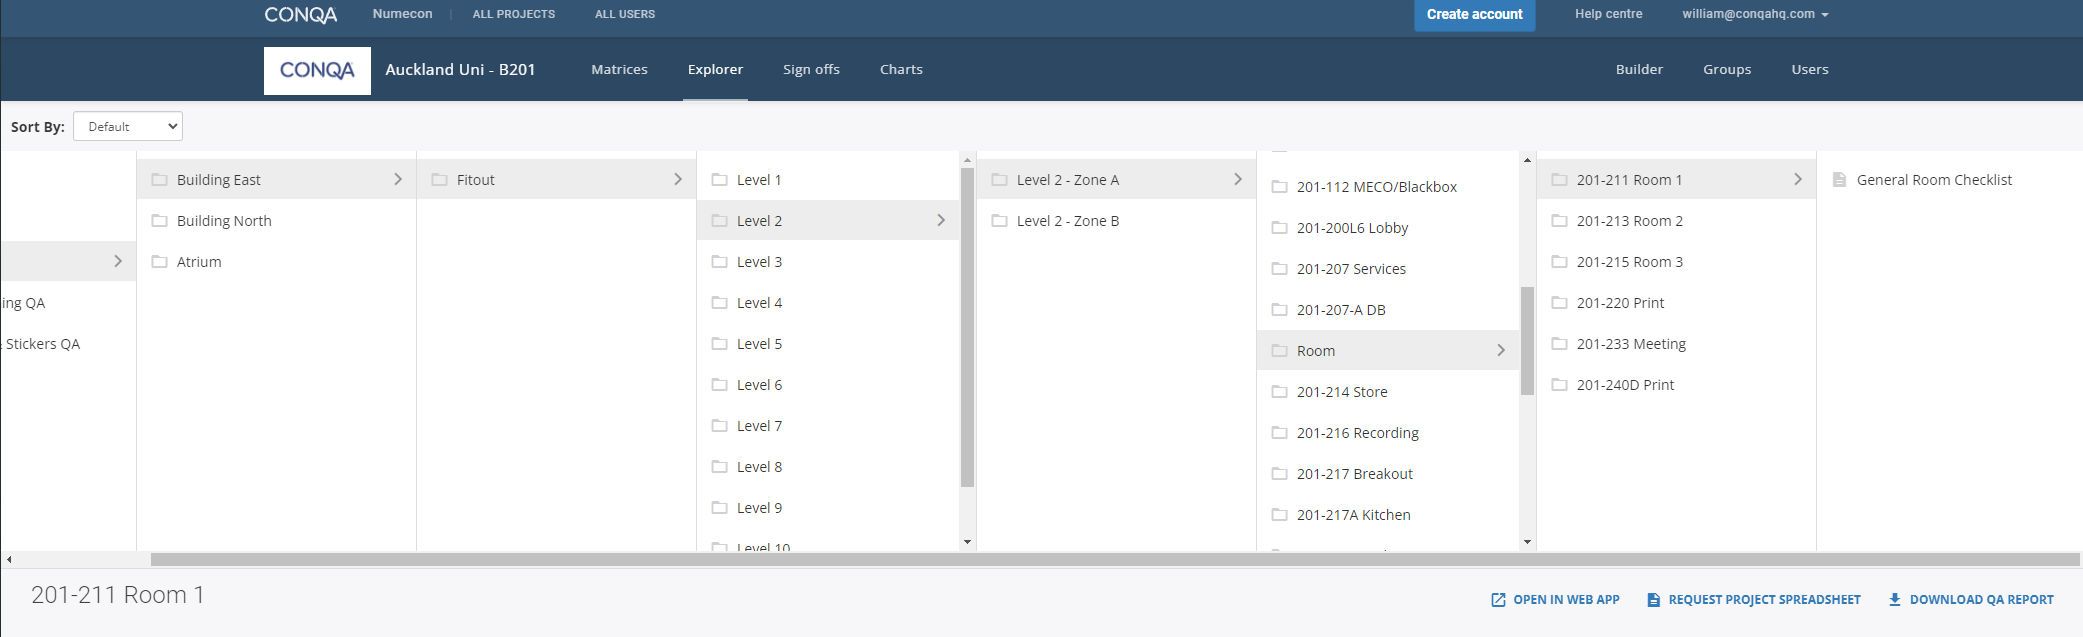 CONQA Numecon ALL PROJECTS ALL USERS Create account Help centre william@conqahq.com
CONQA Auckland Uni - B201 Matrices Explorer Sign offs Charts Builder Groups Users
Sort By: Default
ing QA
Stickers QA
Building East
Building North
Atrium
Fitout
Level 1
Level 2
Level 3
Level 4
Level 5
Level 6
Level 7
Level 8
Level 9
Level 10
Level 2 - Zone A
Level 2 - Zone B
201-112 MECO/Blackbox
201-200L6 Lobby
201-207 Services
201-207-A DB
Room
201-214 Store
201-216 Recording
201-217 Breakout
201-217A Kitchen
201-211 Room 1
201-213 Room 2
201-215 Room 3
201-220 Print
201-233 Meeting
201-240D Print
General Room Checklist
201-211 Room 1
OPEN IN WEB APP REQUEST PROJECT SPREADSHEET DOWNLOAD QA REPORT